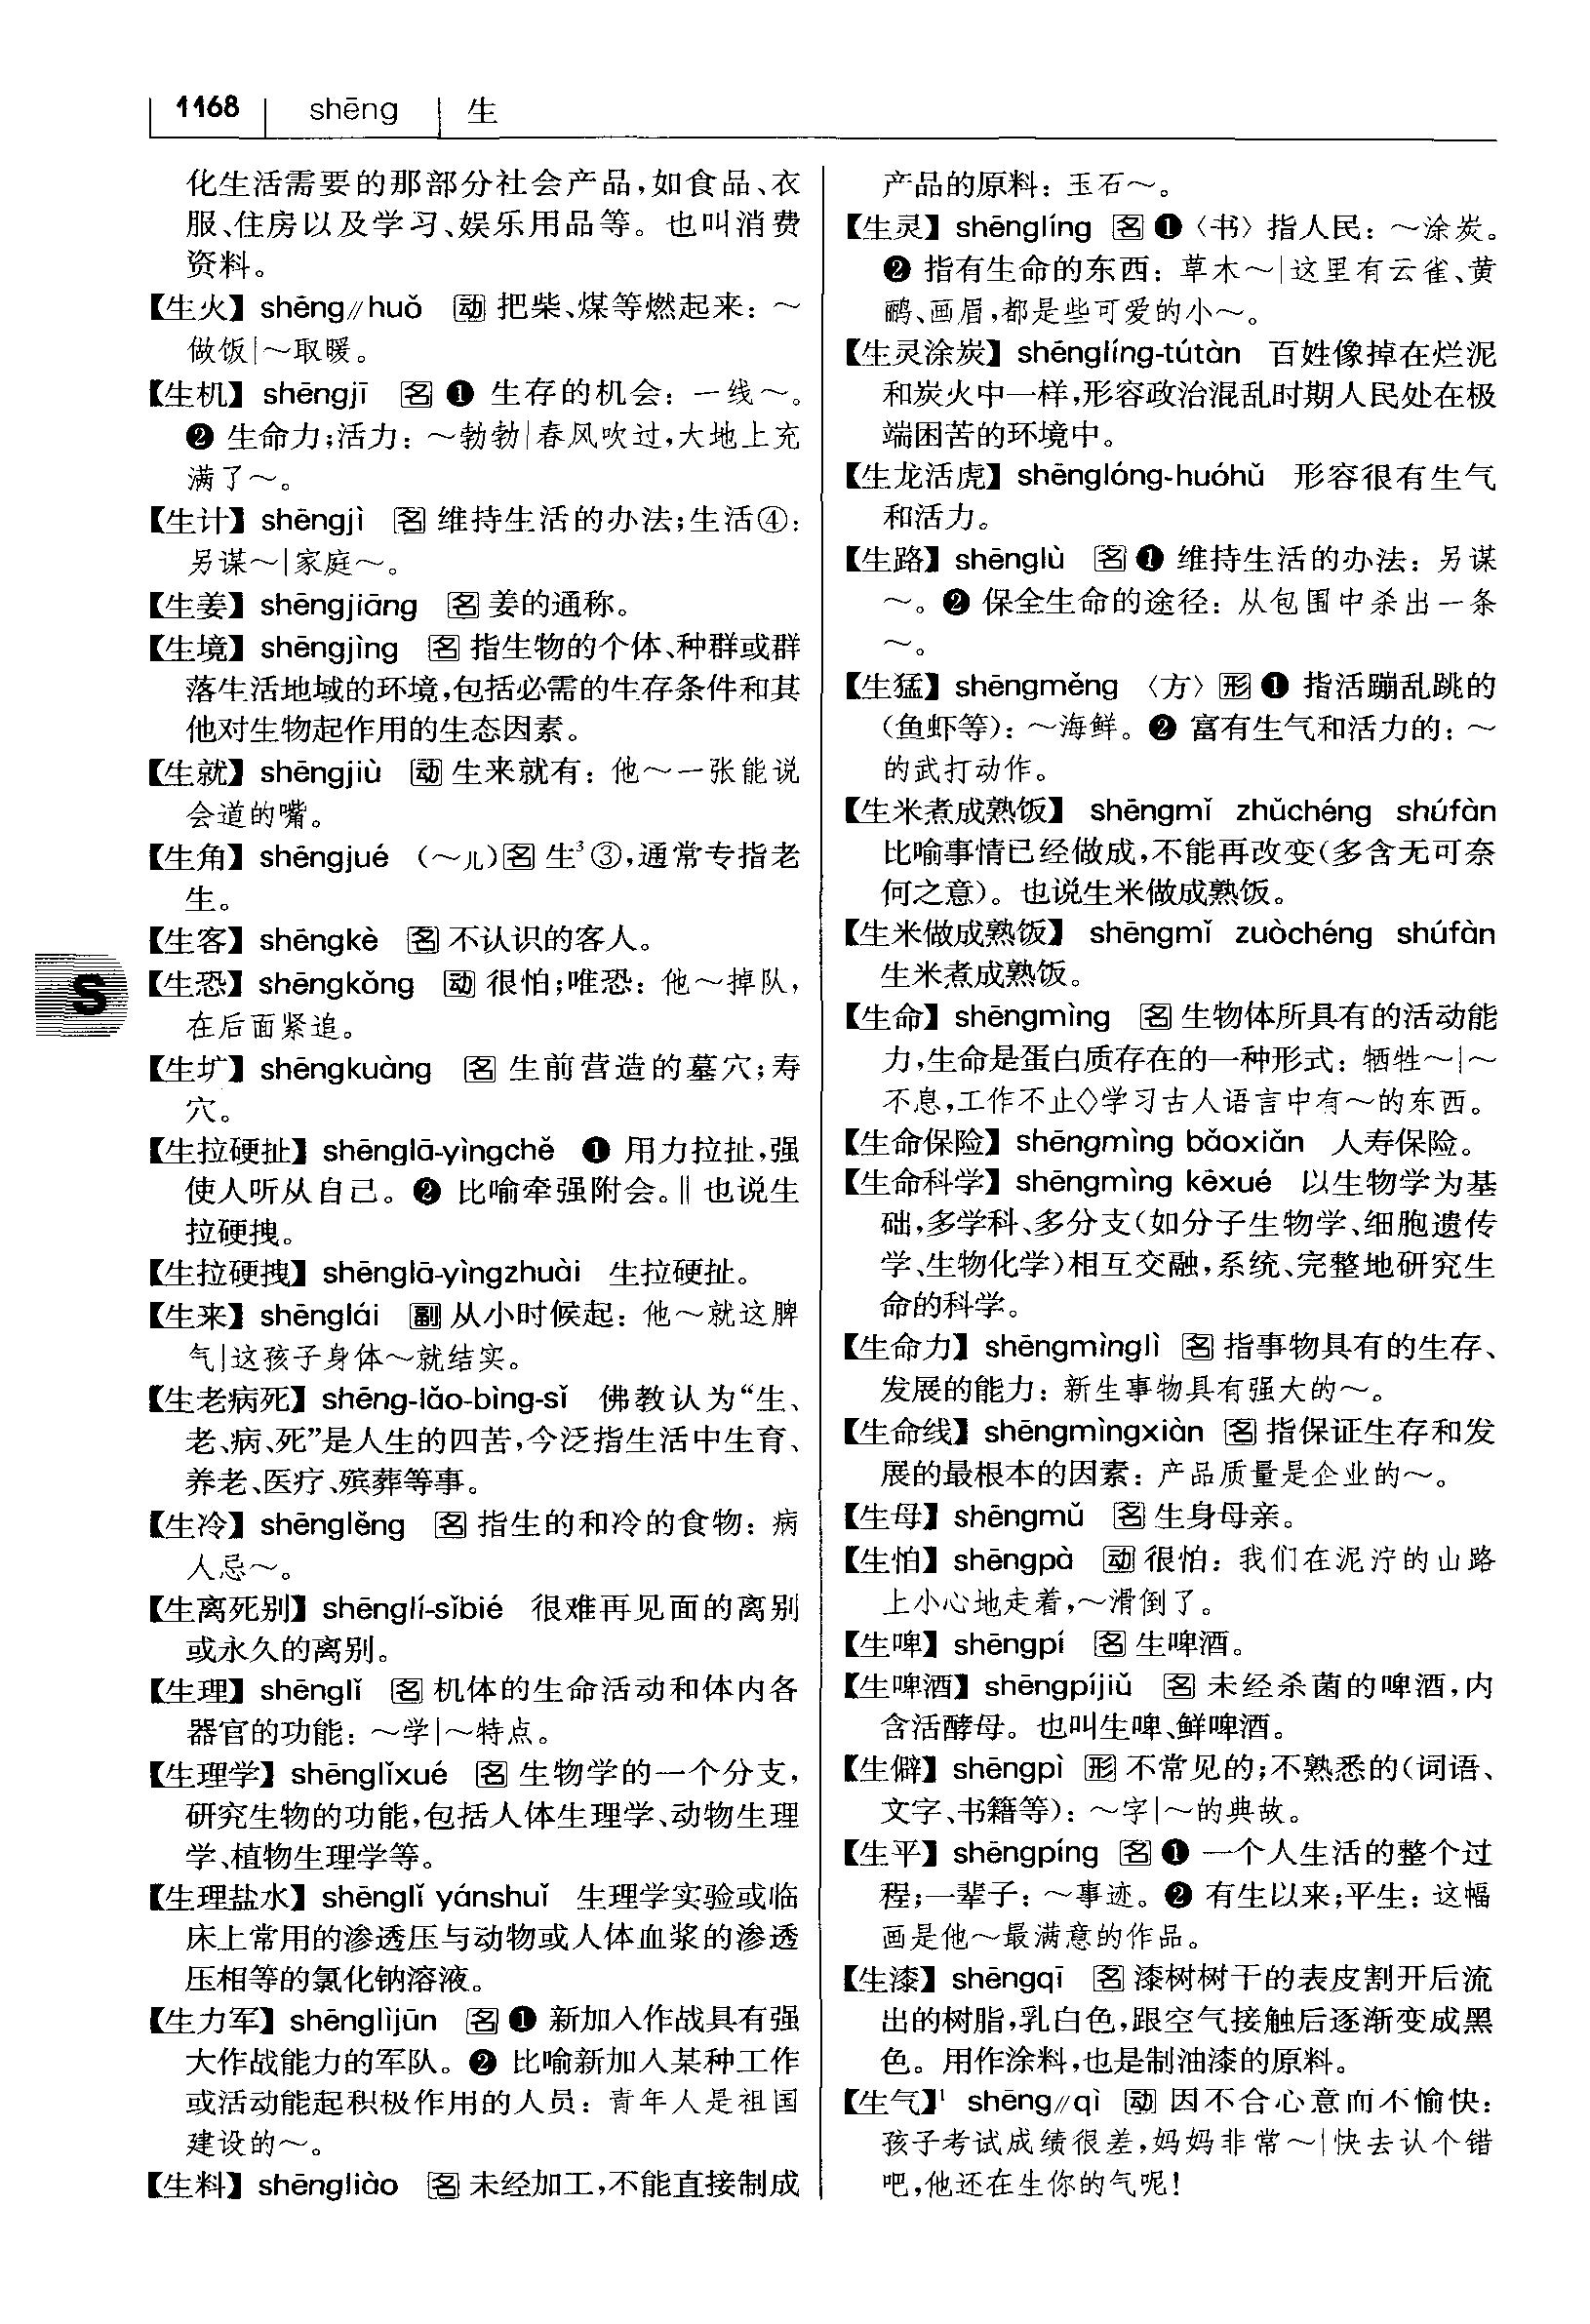 1168 shēng 生
化生活需要的那部分社会产品，如食品、衣
服、住房以及学习、娱乐用品等。也叫消费
资料。
【生火】shēng∥huǒ 动 把柴、煤等燃起来：～
做饭|～取暖。
【生机】shēngjī 名 ❶ 生存的机会：一线～。
❷ 生命力；活力：～勃勃|春风吹过，大地上充
满了～。
【生计】shēngjì 名 维持生活的办法；生活④：
另谋～|家庭～。
【生姜】shēngjiāng 名 姜的通称。
【生境】shēngjìng 名 指生物的个体、种群或群
落生活地域的环境，包括必需的生存条件和其
他对生物起作用的生态因素。
【生就】shēngjiù 动 生来就有：他～一张能说
会道的嘴。
【生角】shēngjué （～儿）名 生³③，通常专指老
生。
【生客】shēngkè 名 不认识的客人。
【生恐】shēngkǒng 动 很怕；唯恐：他～掉队，
在后面紧追。
【生圹】shēngkuàng 名 生前营造的墓穴；寿
穴。
【生拉硬扯】shēnglā-yìngchě ❶ 用力拉扯，强
使人听从自己。❷ 比喻牵强附会。‖也说生
拉硬拽。
【生拉硬拽】shēnglā-yìngzhuài 生拉硬扯。
【生来】shēnglái 副 从小时候起：他～就这脾
气|这孩子身体～就结实。
【生老病死】shēng-lǎo-bìng-sǐ 佛教认为“生、
老、病、死”是人生的四苦，今泛指生活中生育、
养老、医疗、殡葬等事。
【生冷】shēnglěng 名 指生的和冷的食物：病
人忌～。
【生离死别】shēnglí-sǐbié 很难再见面的离别
或永久的离别。
【生理】shēnglǐ 名 机体的生命活动和体内各
器官的功能：～学|～特点。
【生理学】shēnglǐxué 名 生物学的一个分支，
研究生物的功能，包括人体生理学、动物生理
学、植物生理学等。
【生理盐水】shēnglǐ yánshuǐ 生理学实验或临
床上常用的渗透压与动物或人体血浆的渗透
压相等的氯化钠溶液。
【生力军】shēnglìjūn 名 ❶ 新加入作战具有强
大作战能力的军队。❷ 比喻新加入某种工作
或活动能起积极作用的人员：青年人是祖国
建设的～。
【生料】shēngliào 名 未经加工，不能直接制成
产品的原料：玉石～。
【生灵】shēnglíng 名 ❶〈书〉指人民：～涂炭。
❷ 指有生命的东西：草木～|这里有云雀、黄
鹂、画眉，都是些可爱的小～。
【生灵涂炭】shēnglíng-tútàn 百姓像掉在烂泥
和炭火中一样，形容政治混乱时期人民处在极
端困苦的环境中。
【生龙活虎】shēnglóng-huóhǔ 形容很有生气
和活力。
【生路】shēnglù 名 ❶ 维持生活的办法：另谋
～。❷ 保全生命的途径：从包围中杀出一条
～。
【生猛】shēngměng 〈方〉形 ❶ 指活蹦乱跳的
（鱼虾等）：～海鲜。❷ 富有生气和活力的：～
的武打动作。
【生米煮成熟饭】shēngmǐ zhǔchéng shúfàn
比喻事情已经做成，不能再改变（多含无可奈
何之意）。也说生米做成熟饭。
【生米做成熟饭】shēngmǐ zuòchéng shúfàn
生米煮成熟饭。
【生命】shēngmìng 名 生物体所具有的活动能
力，生命是蛋白质存在的一种形式：牺牲～|～
不息，工作不止◇学习古人语言中有～的东西。
【生命保险】shēngmìng bǎoxiǎn 人寿保险。
【生命科学】shēngmìng kēxué 以生物学为基
础，多学科、多分支（如分子生物学、细胞遗传
学、生物化学）相互交融，系统、完整地研究生
命的科学。
【生命力】shēngmìnglì 名 指事物具有的生存、
发展的能力：新生事物具有强大的～。
【生命线】shēngmìngxiàn 名 指保证生存和发
展的最根本的因素：产品质量是企业的～。
【生母】shēngmǔ 名 生身母亲。
【生怕】shēngpà 动 很怕：我们在泥泞的山路
上小心地走着，～滑倒了。
【生啤】shēngpí 名 生啤酒。
【生啤酒】shēngpíjiǔ 名 未经杀菌的啤酒，内
含活酵母。也叫生啤、鲜啤酒。
【生僻】shēngpì 形 不常见的；不熟悉的（词语、
文字、书籍等）：～字|～的典故。
【生平】shēngpíng 名 ❶ 一个人生活的整个过
程；一辈子：～事迹。❷ 有生以来；平生：这幅
画是他～最满意的作品。
【生漆】shēngqī 名 漆树树干的表皮割开后流
出的树脂，乳白色，跟空气接触后逐渐变成黑
色。用作涂料，也是制油漆的原料。
【生气】¹ shēng∥qì 动 因不合心意而不愉快：
孩子考试成绩很差，妈妈非常～|快去认个错
吧，他还在生你的气呢！
S